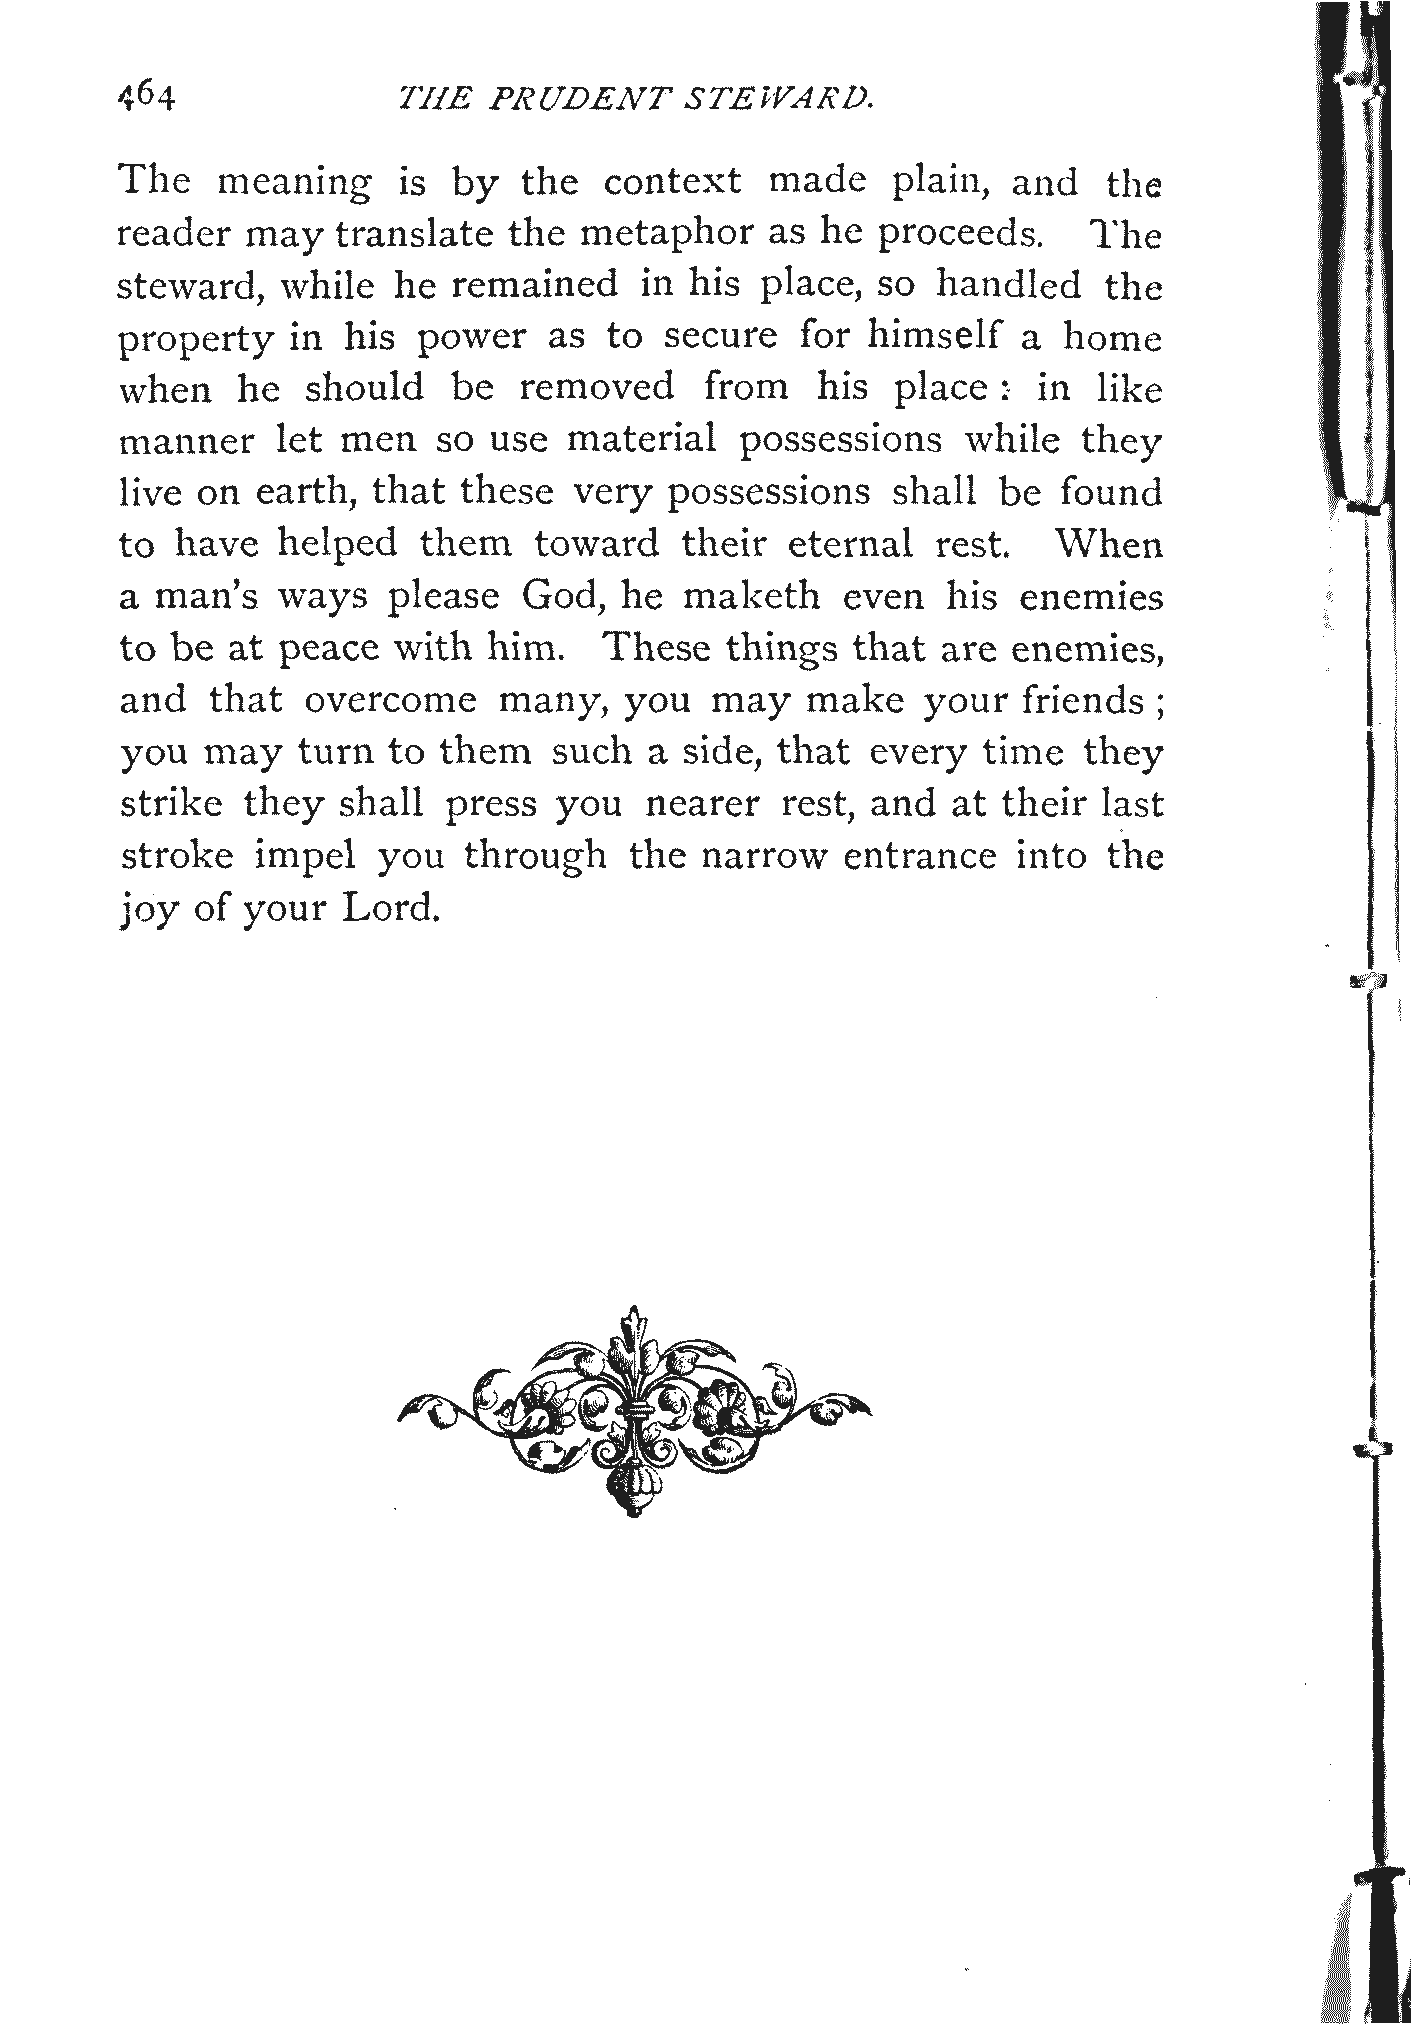 464 THE PRUDENT STEWARD.
The meaning is by the context made plain, and the
reader may translate the metaphor as he proceeds. The
steward, while he remained in his place, so handled the
property in his power as to secure for himself a home
when he should be removed from his place : in like
manner let men so use material possessions while they
live on earth, that these very possessions shall be found
to have helped them toward their eternal rest. When
a man's ways please God, he maketh even his enemies
to be at peace with him. These things that are enemies,
and that overcome many, you may make your friends ;
you may turn to them such a side, that every time they
strike they shall press you nearer rest, and at their last
stroke impel you through the narrow entrance into the
joy of your Lord.